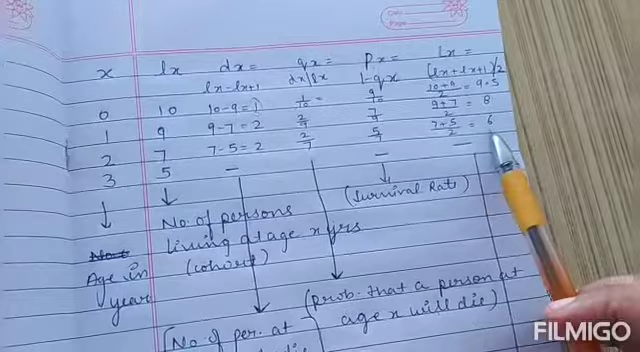 Date
Page
x lx dx= qx= Px= Lx=
lx-lx+1 dx/lx 1-qx (lx+lx+1)/2
0 10 10-9=1 1/10 9/10 10+9/2 = 9.5
1 9 9-7=2 2/9 7/9 9+7/2 = 8
2 7 7-5=2 2/7 5/7 7+5/2 = 6
3 5 — — —
Age in year
No. of persons
living at age x yrs
(cohort)
(Survival Rate)
(prob. that a person at
age x will die)
No. of per. at
FILMIGO